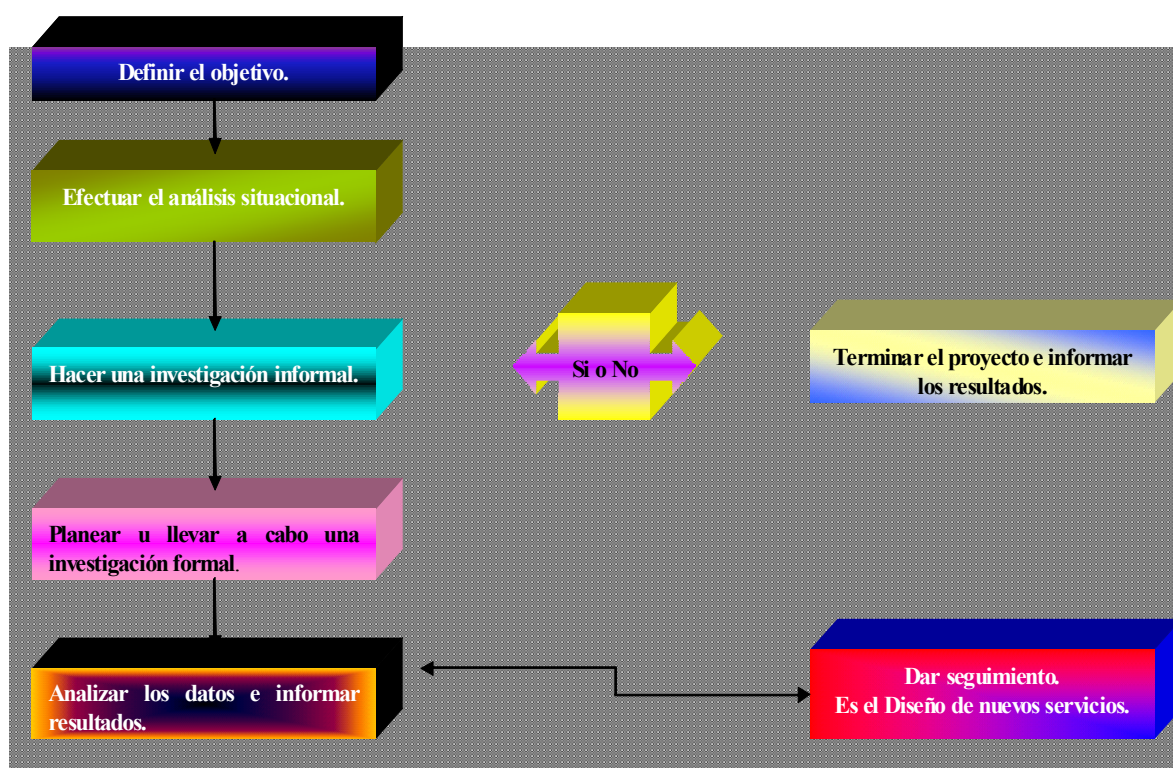 Definir el objetivo.
Efectuar el análisis situacional.
Hacer una investigación informal.
Si o No
Terminar el proyecto e informar
los resultados.
Planear u llevar a cabo una
investigación formal.
Analizar los datos e informar
resultados.
Dar seguimiento.
Es el Diseño de nuevos servicios.